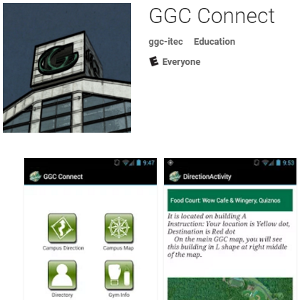 GGC Connect
ggc-itec Education
E Everyone
9:47
GGC Connect
Campus Direction Campus Map
Directory Gym Info
9:53
DirectionActivity
Food Court: Wow Cafe & Wingery, Quiznos
It is located on building A
Instruction: Your location is Yellow dot,
Destination is Red dot
On the main GGC map, you will see
this building in L shape at right middle
of the map.